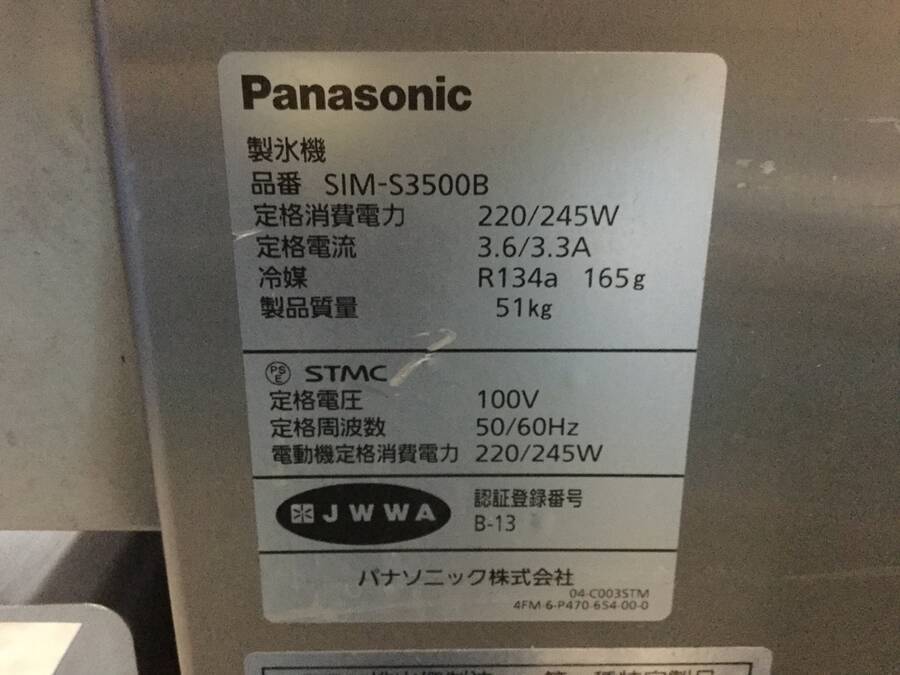 Panasonic
製氷機
品番 SIM-S3500B
定格消費電力 220/245W
定格電流 3.6/3.3A
冷媒 R134a 165g
製品質量 51kg
PSE STMC
定格電圧 100V
定格周波数 50/60Hz
電動機定格消費電力 220/245W
JWWA 認証登録番号
B-13
パナソニック株式会社
04-C003STM
4FM-6-P470-654-00-0